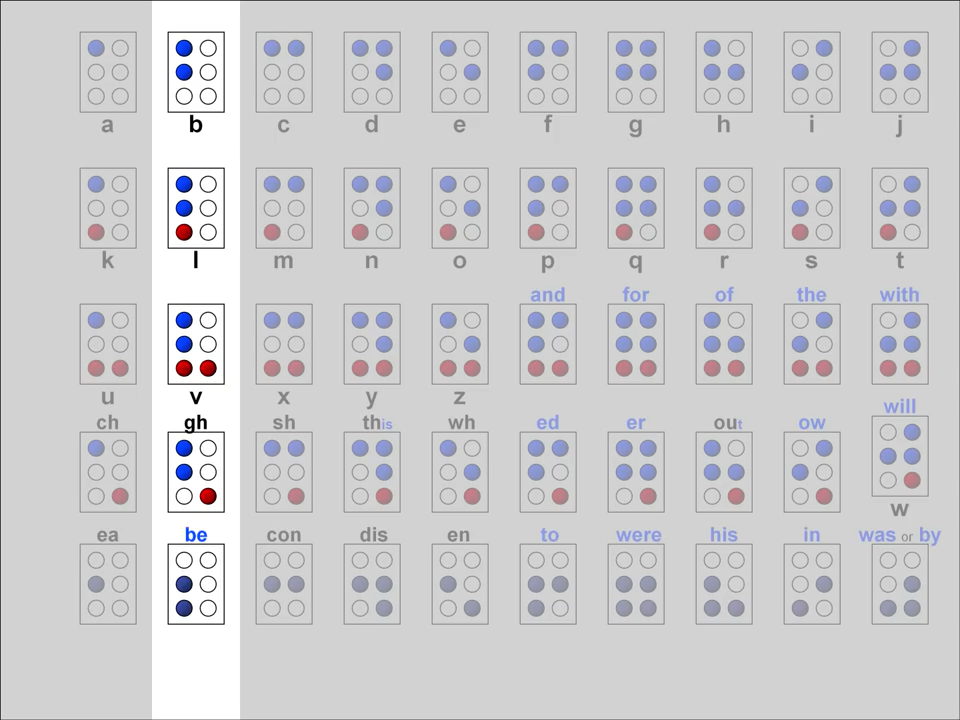 a b c d e f g h i j
k l m n o p q r s t
and for of the with
u v x y z
will
ch gh sh this wh ed er out ow
w
ea be con dis en to were his in was or by